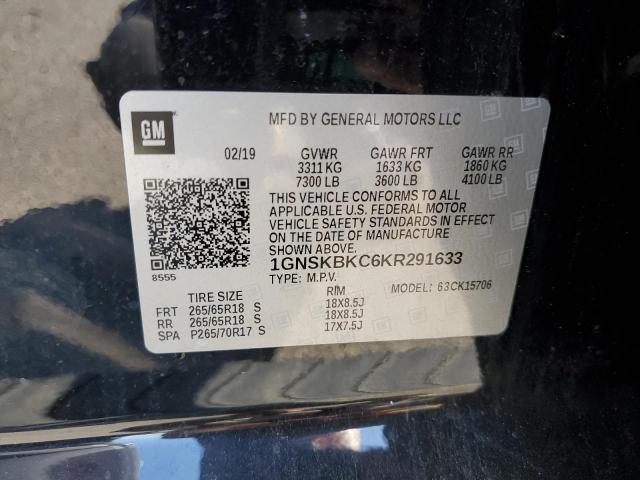 GM
MFD BY GENERAL MOTORS LLC
02/19 GVWR GAWR FRT GAWR RR
3311 KG 1633 KG 1860 KG
7300 LB 3600 LB 4100 LB
THIS VEHICLE CONFORMS TO ALL
APPLICABLE U.S. FEDERAL MOTOR
VEHICLE SAFETY STANDARDS IN EFFECT
ON THE DATE OF MANUFACTURE
SHOWN ABOVE.
8555
1GNSKBKC6KR291633
TYPE: M.P.V. MODEL: 63CK15706
TIRE SIZE RIM
FRT 265/65R18 S 18X8.5J
RR 265/65R18 S 18X8.5J
SPA P265/70R17 S 17X7.5J